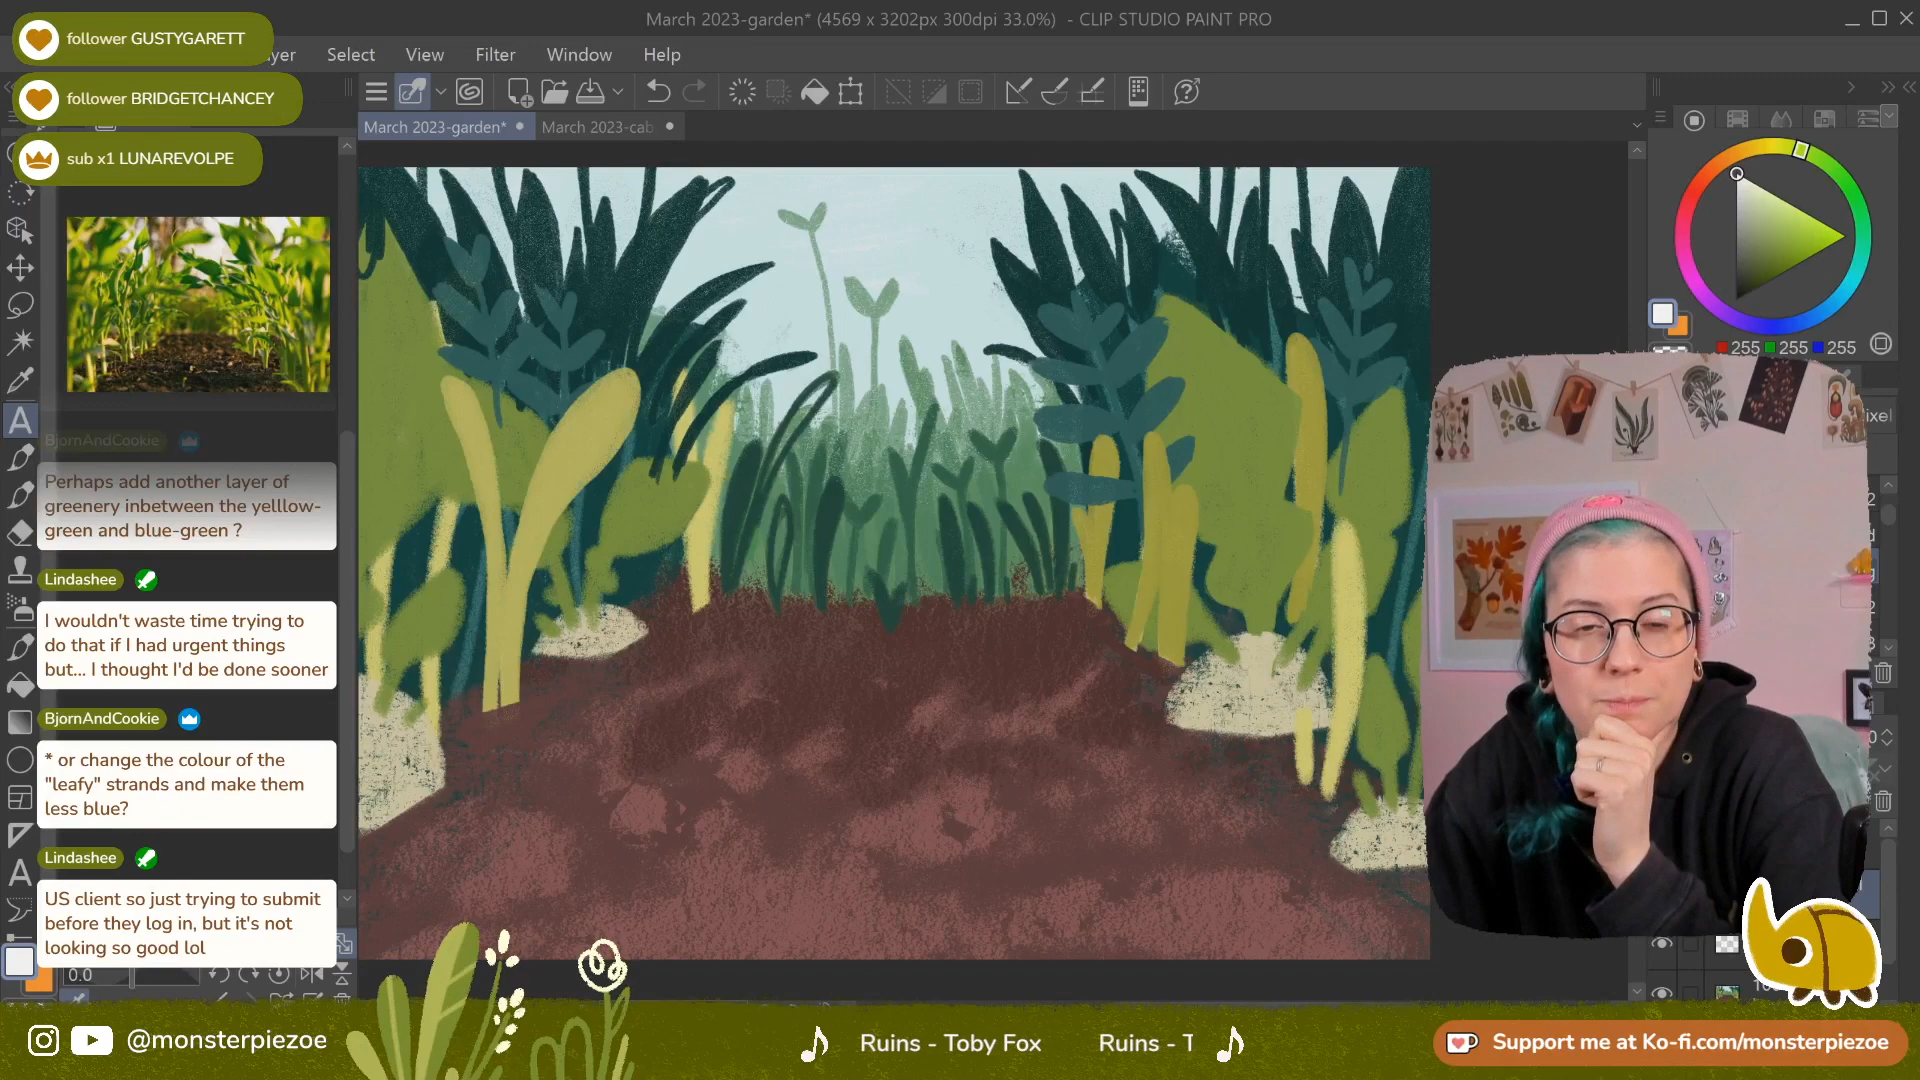 March 2023-garden* (4569 x 3202px 300dpi 33.0%) - CLIP STUDIO PAINT PRO
follower GUSTYGARETT
Select View Filter Window Help
follower BRIDGETCHANCEY
March 2023-garden* March 2023-cab
sub x1 LUNAREVOLPE
255 255 255
BjornAndCookie
Perhaps add another layer of
greenery inbetween the yelllow-
green and blue-green ?
Lindashee
I wouldn't waste time trying to
do that if I had urgent things
but... I thought I'd be done sooner
BjornAndCookie
* or change the colour of the
"leafy" strands and make them
less blue?
Lindashee
US client so just trying to submit
before they log in, but it's not
looking so good lol
0.0
@monsterpiezoe
Ruins - Toby Fox Ruins - T
Support me at Ko-fi.com/monsterpiezoe